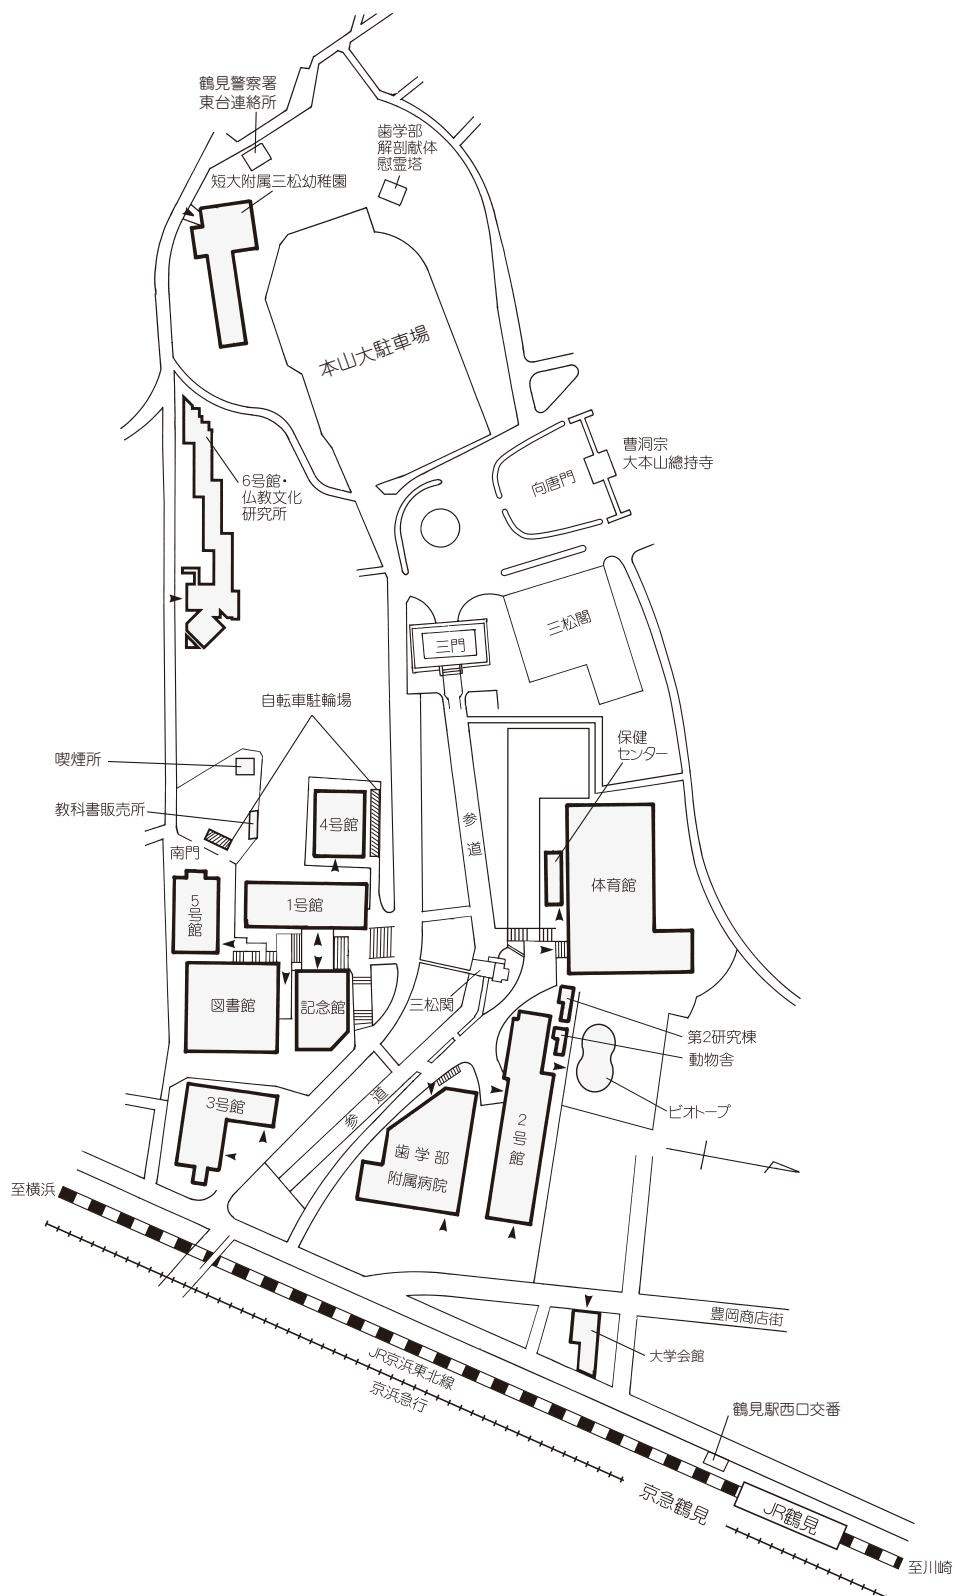 鶴見警察署
東台連絡所
歯学部
解剖献体
慰霊塔
短大附属三松幼稚園
本山大駐車場
曹洞宗
大本山總持寺
向唐門
6号館・
仏教文化
研究所
三松閣
三門
自転車駐輪場
保健
センター
喫煙所
教科書販売所
4号館
参道
南門
体育館
1号館
5号館
図書館
記念館
三松関
第2研究棟
動物舎
ビオトープ
3号館
参道
2号館
歯学部
附属病院
至横浜
豊岡商店街
大学会館
JR京浜東北線
京浜急行
鶴見駅西口交番
京急鶴見
JR鶴見
至川崎